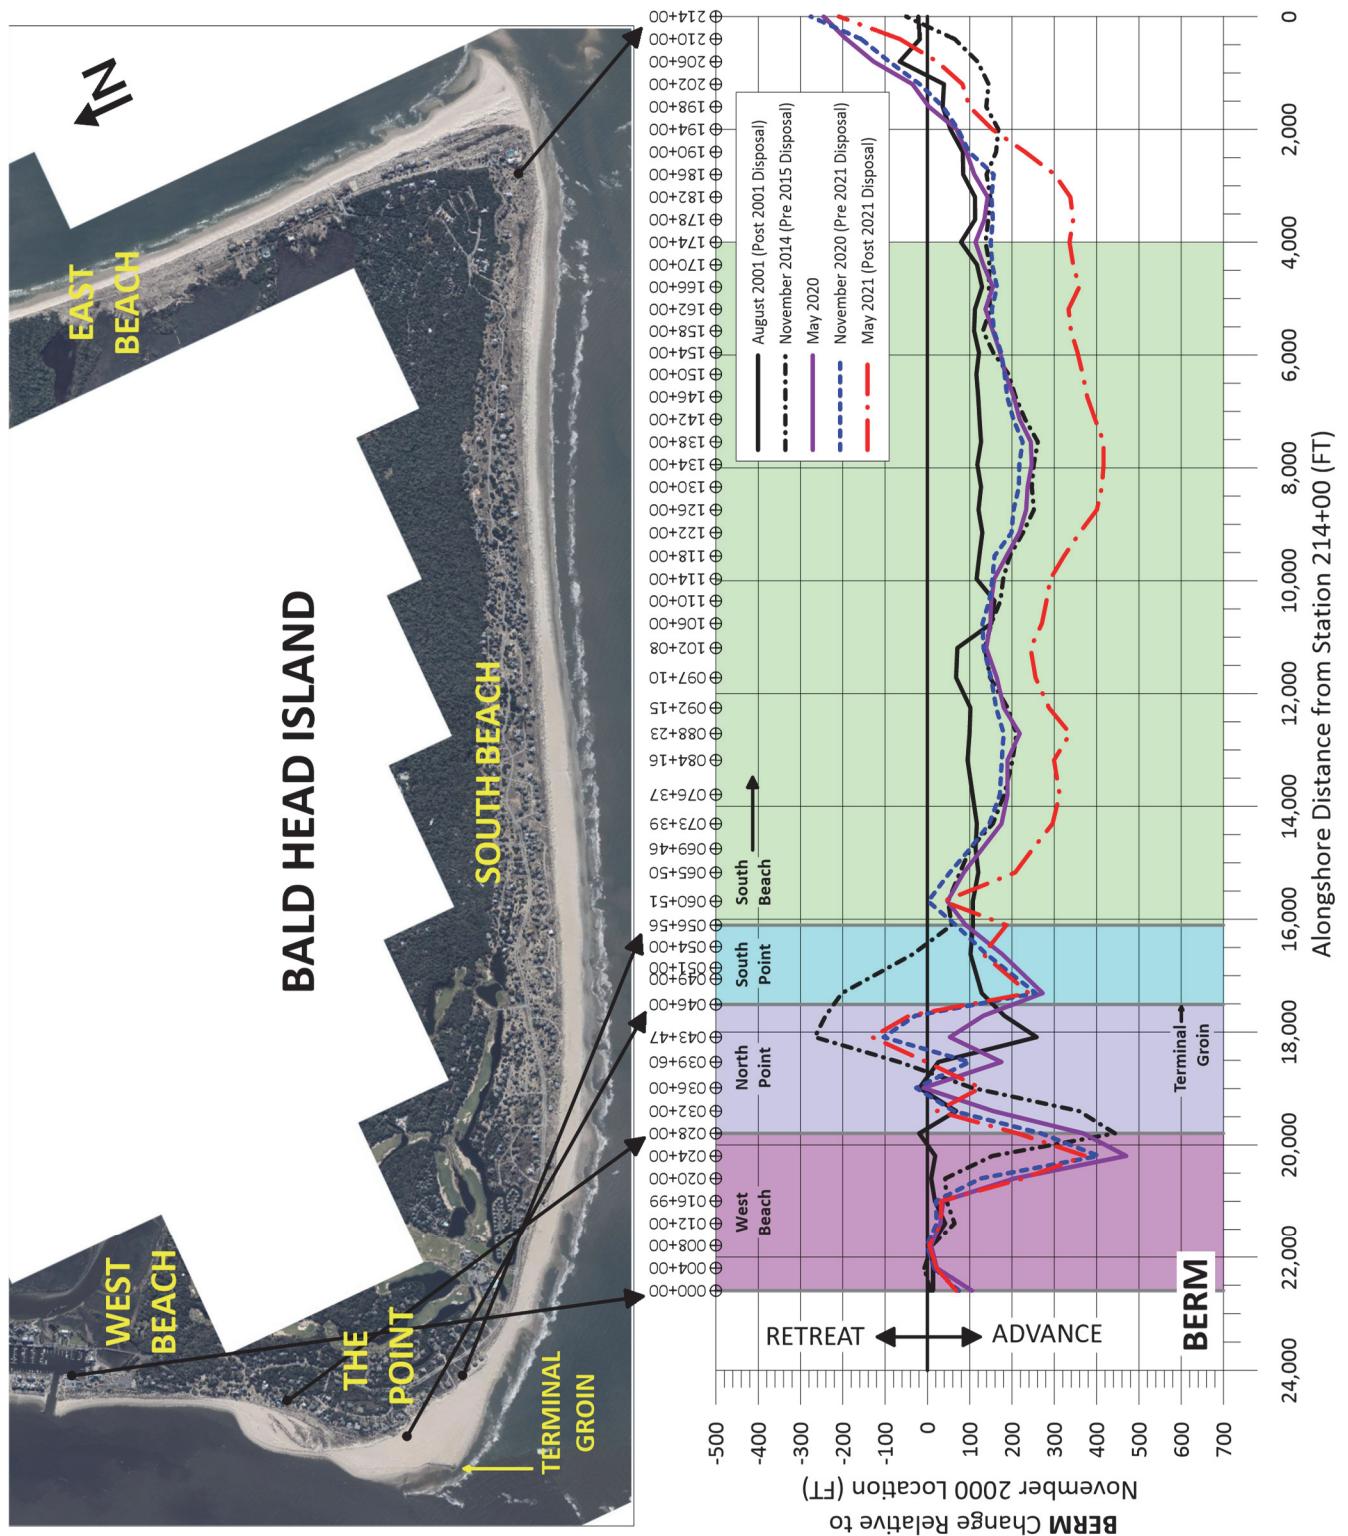 N
EAST
BEACH
BALD HEAD ISLAND
SOUTH BEACH
WEST
BEACH
THE
POINT
TERMINAL
GROIN
214+00
210+00
206+00
202+00
198+00
194+00
190+00
186+00
182+00
178+00
174+00
170+00
166+00
162+00
158+00
154+00
150+00
146+00
142+00
138+00
134+00
130+00
126+00
122+00
118+00
114+00
110+00
106+00
102+08
097+10
092+15
088+23
084+16
076+37
073+39
069+46
065+50
060+51
056+56
054+00
051+00
049+00
046+00
043+47
039+60
036+00
032+00
028+00
024+00
020+00
016+99
012+00
008+00
004+00
000+00
August 2001 (Post 2001 Disposal)
November 2014 (Pre 2015 Disposal)
May 2020
November 2020 (Pre 2021 Disposal)
May 2021 (Post 2021 Disposal)
South
Beach
South
Point
North
Point
West
Beach
Terminal
Groin
RETREAT
ADVANCE
BERM
0
2,000
4,000
6,000
8,000
10,000
12,000
14,000
16,000
18,000
20,000
22,000
24,000
Alongshore Distance from Station 214+00 (FT)
-500
-400
-300
-200
-100
0
100
200
300
400
500
600
700
BERM Change Relative to
November 2000 Location (FT)